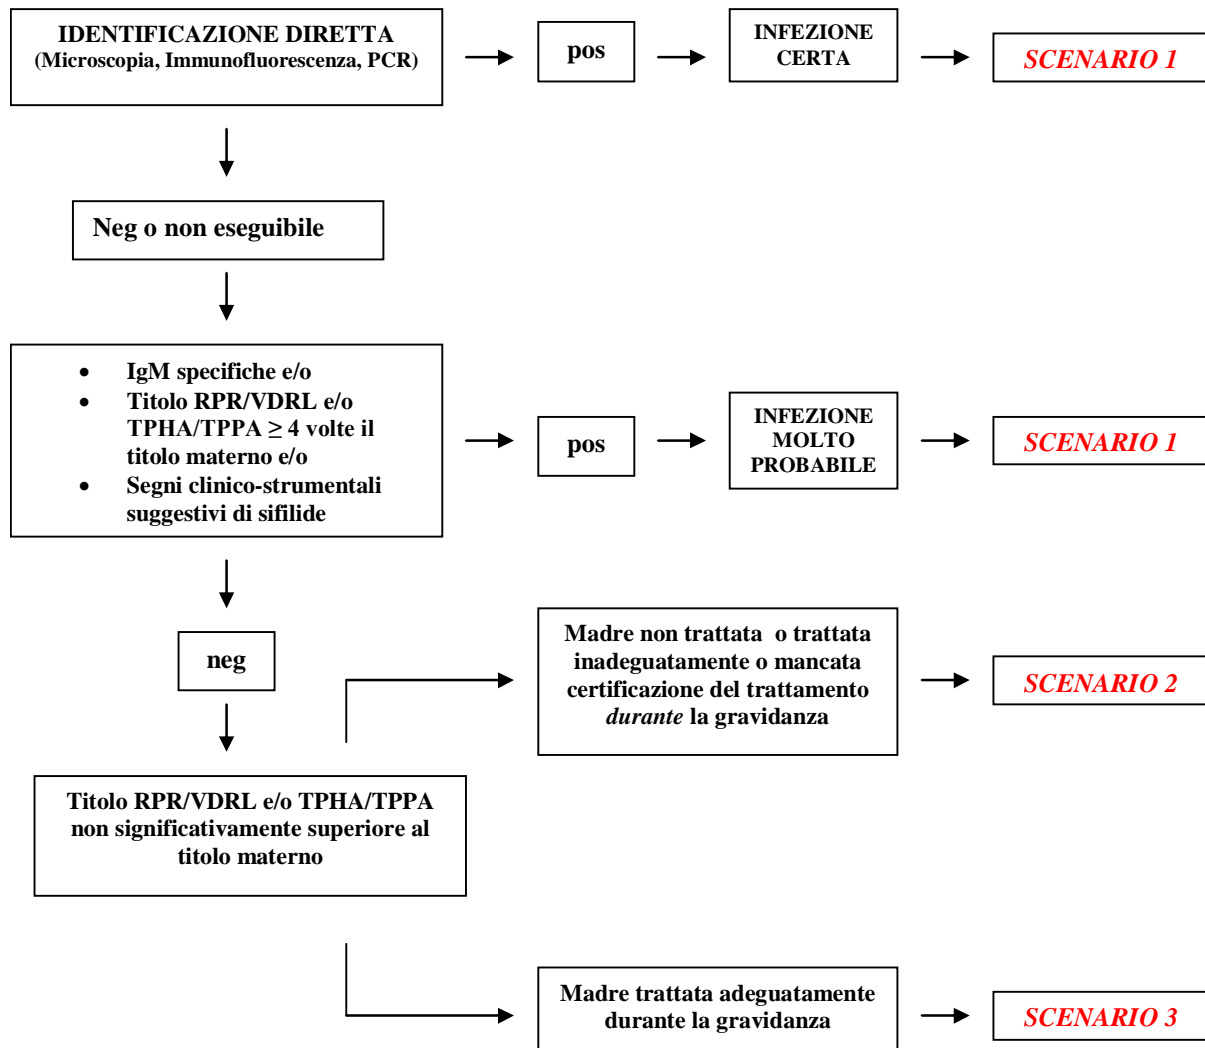 IDENTIFICAZIONE DIRETTA
(Microscopia, Immunofluorescenza, PCR)
pos
INFEZIONE
CERTA
SCENARIO 1
Neg o non eseguibile
• IgM specifiche e/o
• Titolo RPR/VDRL e/o
TPHA/TPPA ≥ 4 volte il
titolo materno e/o
• Segni clinico-strumentali
suggestivi di sifilide
pos
INFEZIONE
MOLTO
PROBABILE
SCENARIO 1
neg
Madre non trattata o trattata
inadeguatamente o mancata
certificazione del trattamento
durante la gravidanza
SCENARIO 2
Titolo RPR/VDRL e/o TPHA/TPPA
non significativamente superiore al
titolo materno
Madre trattata adeguatamente
durante la gravidanza
SCENARIO 3